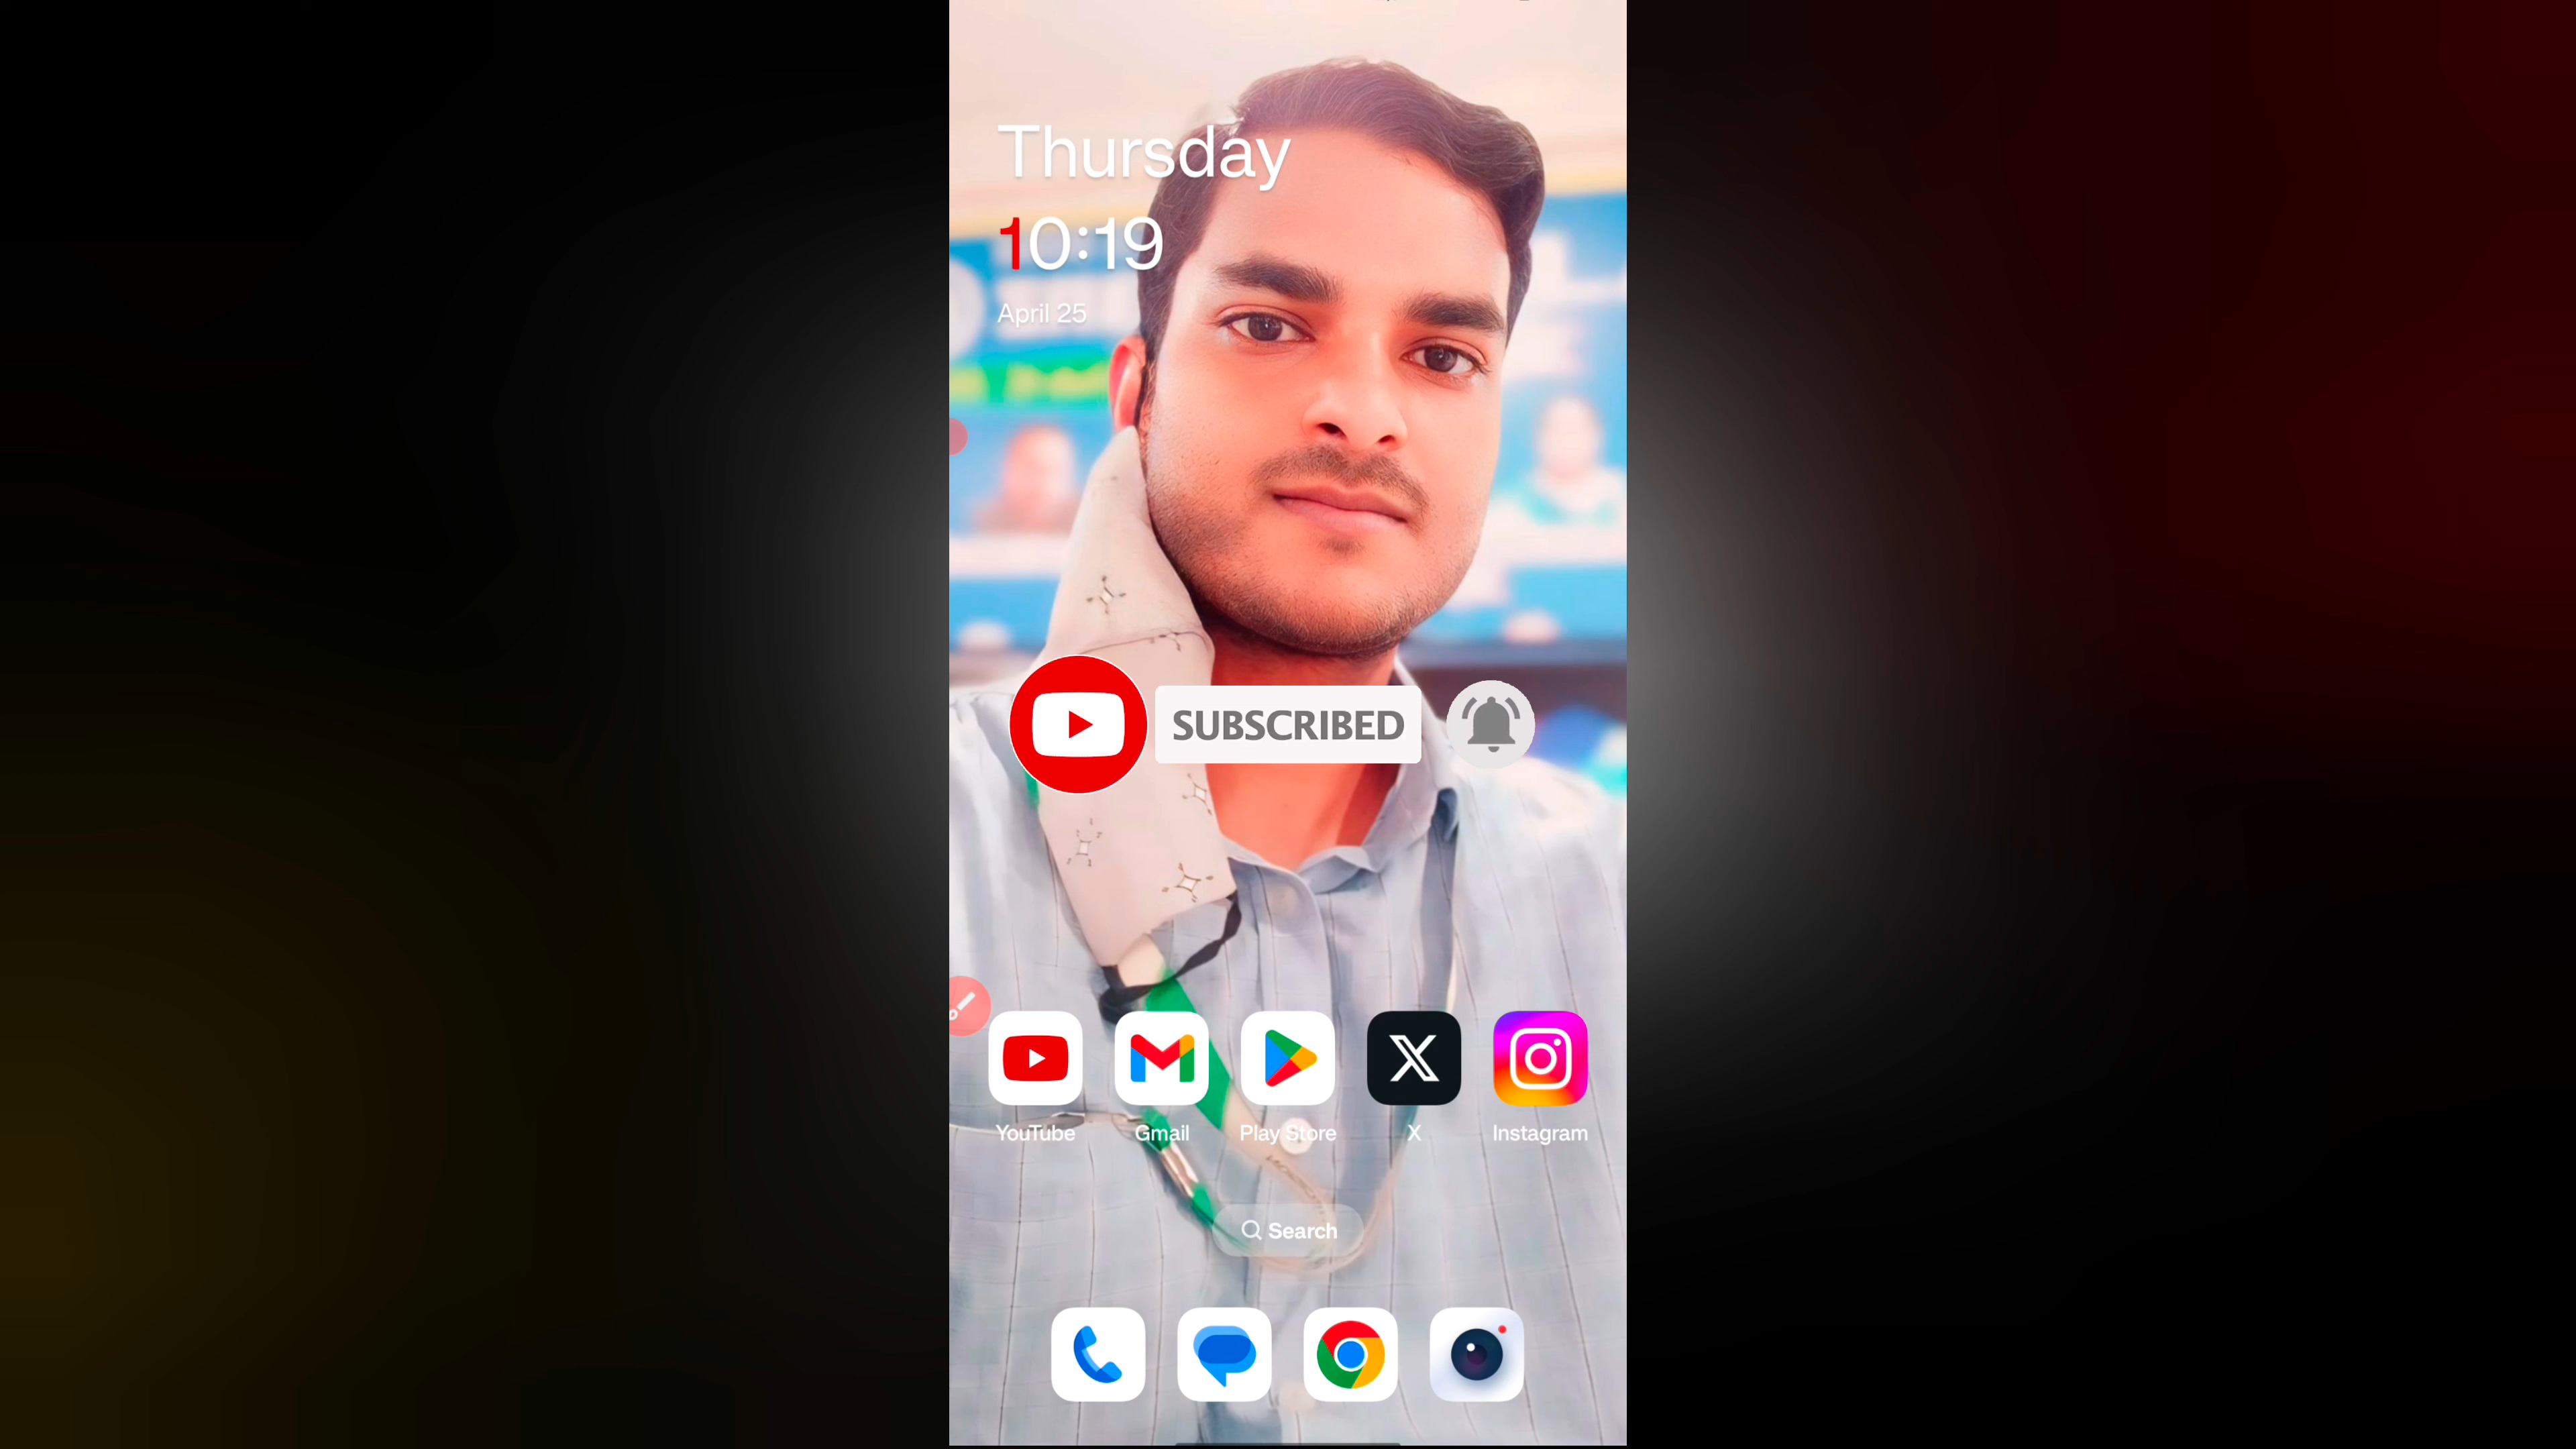 Thursday
10:19
April 25
SUBSCRIBED
YouTube
Gmail
Play Store
X
Instagram
Search